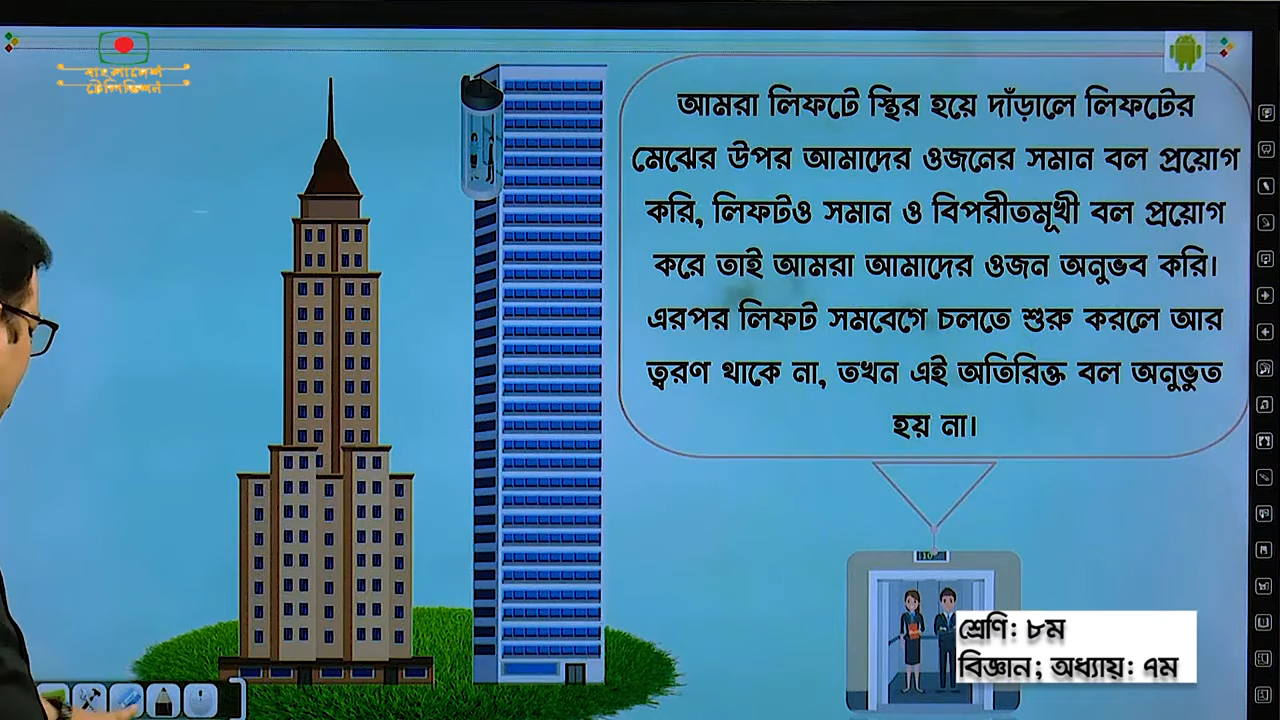 বাংলাদেশ
টেলিভিশন
আমরা লিফটে স্থির হয়ে দাঁড়ালে লিফটের
মেঝের উপর আমাদের ওজনের সমান বল প্রয়োগ
করি, লিফটও সমান ও বিপরীতমূখী বল প্রয়োগ
করে তাই আমরা আমাদের ওজন অনুভব করি।
এরপর লিফট সমবেগে চলতে শুরু করলে আর
ত্বরণ থাকে না, তখন এই অতিরিক্ত বল অনুভুত
হয় না।
10
শ্রেণি: ৮ম
বিজ্ঞান; অধ্যায়: ৭ম